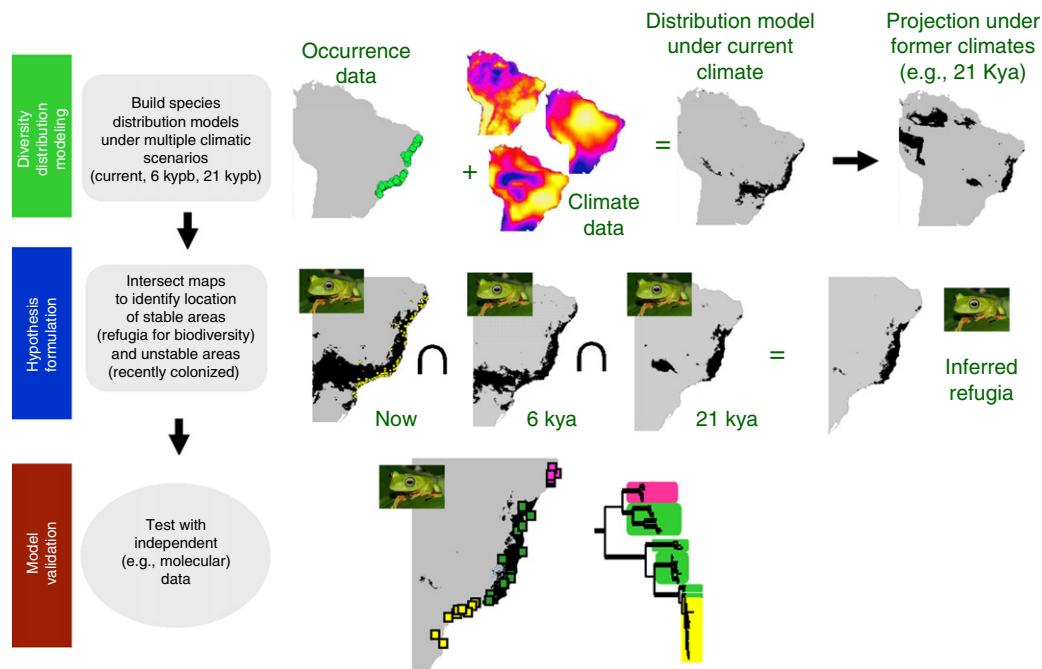 Diversity
distribution
modeling
Build species
distribution models
under multiple climatic
scenarios
(current, 6 kypb, 21 kypb)
Occurrence
data
+
Climate
data
=
Distribution model
under current
climate
Projection under
former climates
(e.g., 21 Kya)
Hypothesis
formulation
Intersect maps
to identify location
of stable areas
(refugia for biodiversity)
and unstable areas
(recently colonized)
Now
∩
6 kya
∩
21 kya
=
Inferred
refugia
Model
validation
Test with
independent
(e.g., molecular)
data